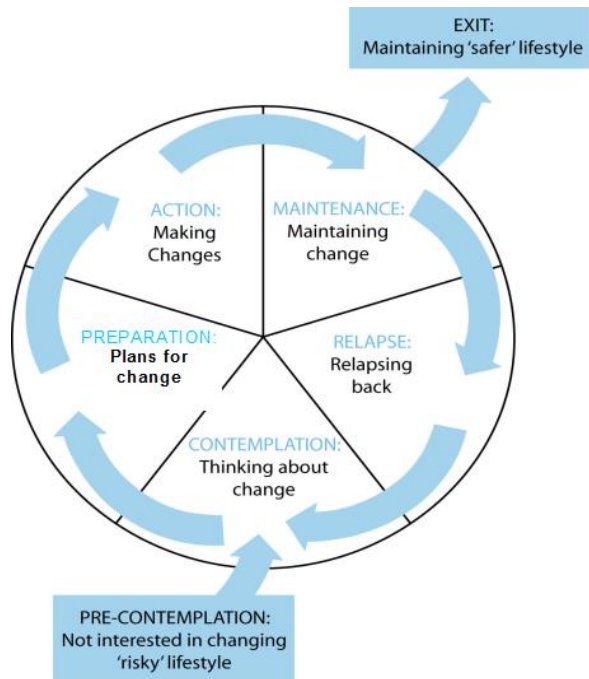 EXIT:
Maintaining ‘safer’ lifestyle
ACTION:
Making
Changes
MAINTENANCE:
Maintaining
change
PREPARATION:
Plans for
change
RELAPSE:
Relapsing
back
CONTEMPLATION:
Thinking about
change
PRE-CONTEMPLATION:
Not interested in changing
‘risky’ lifestyle